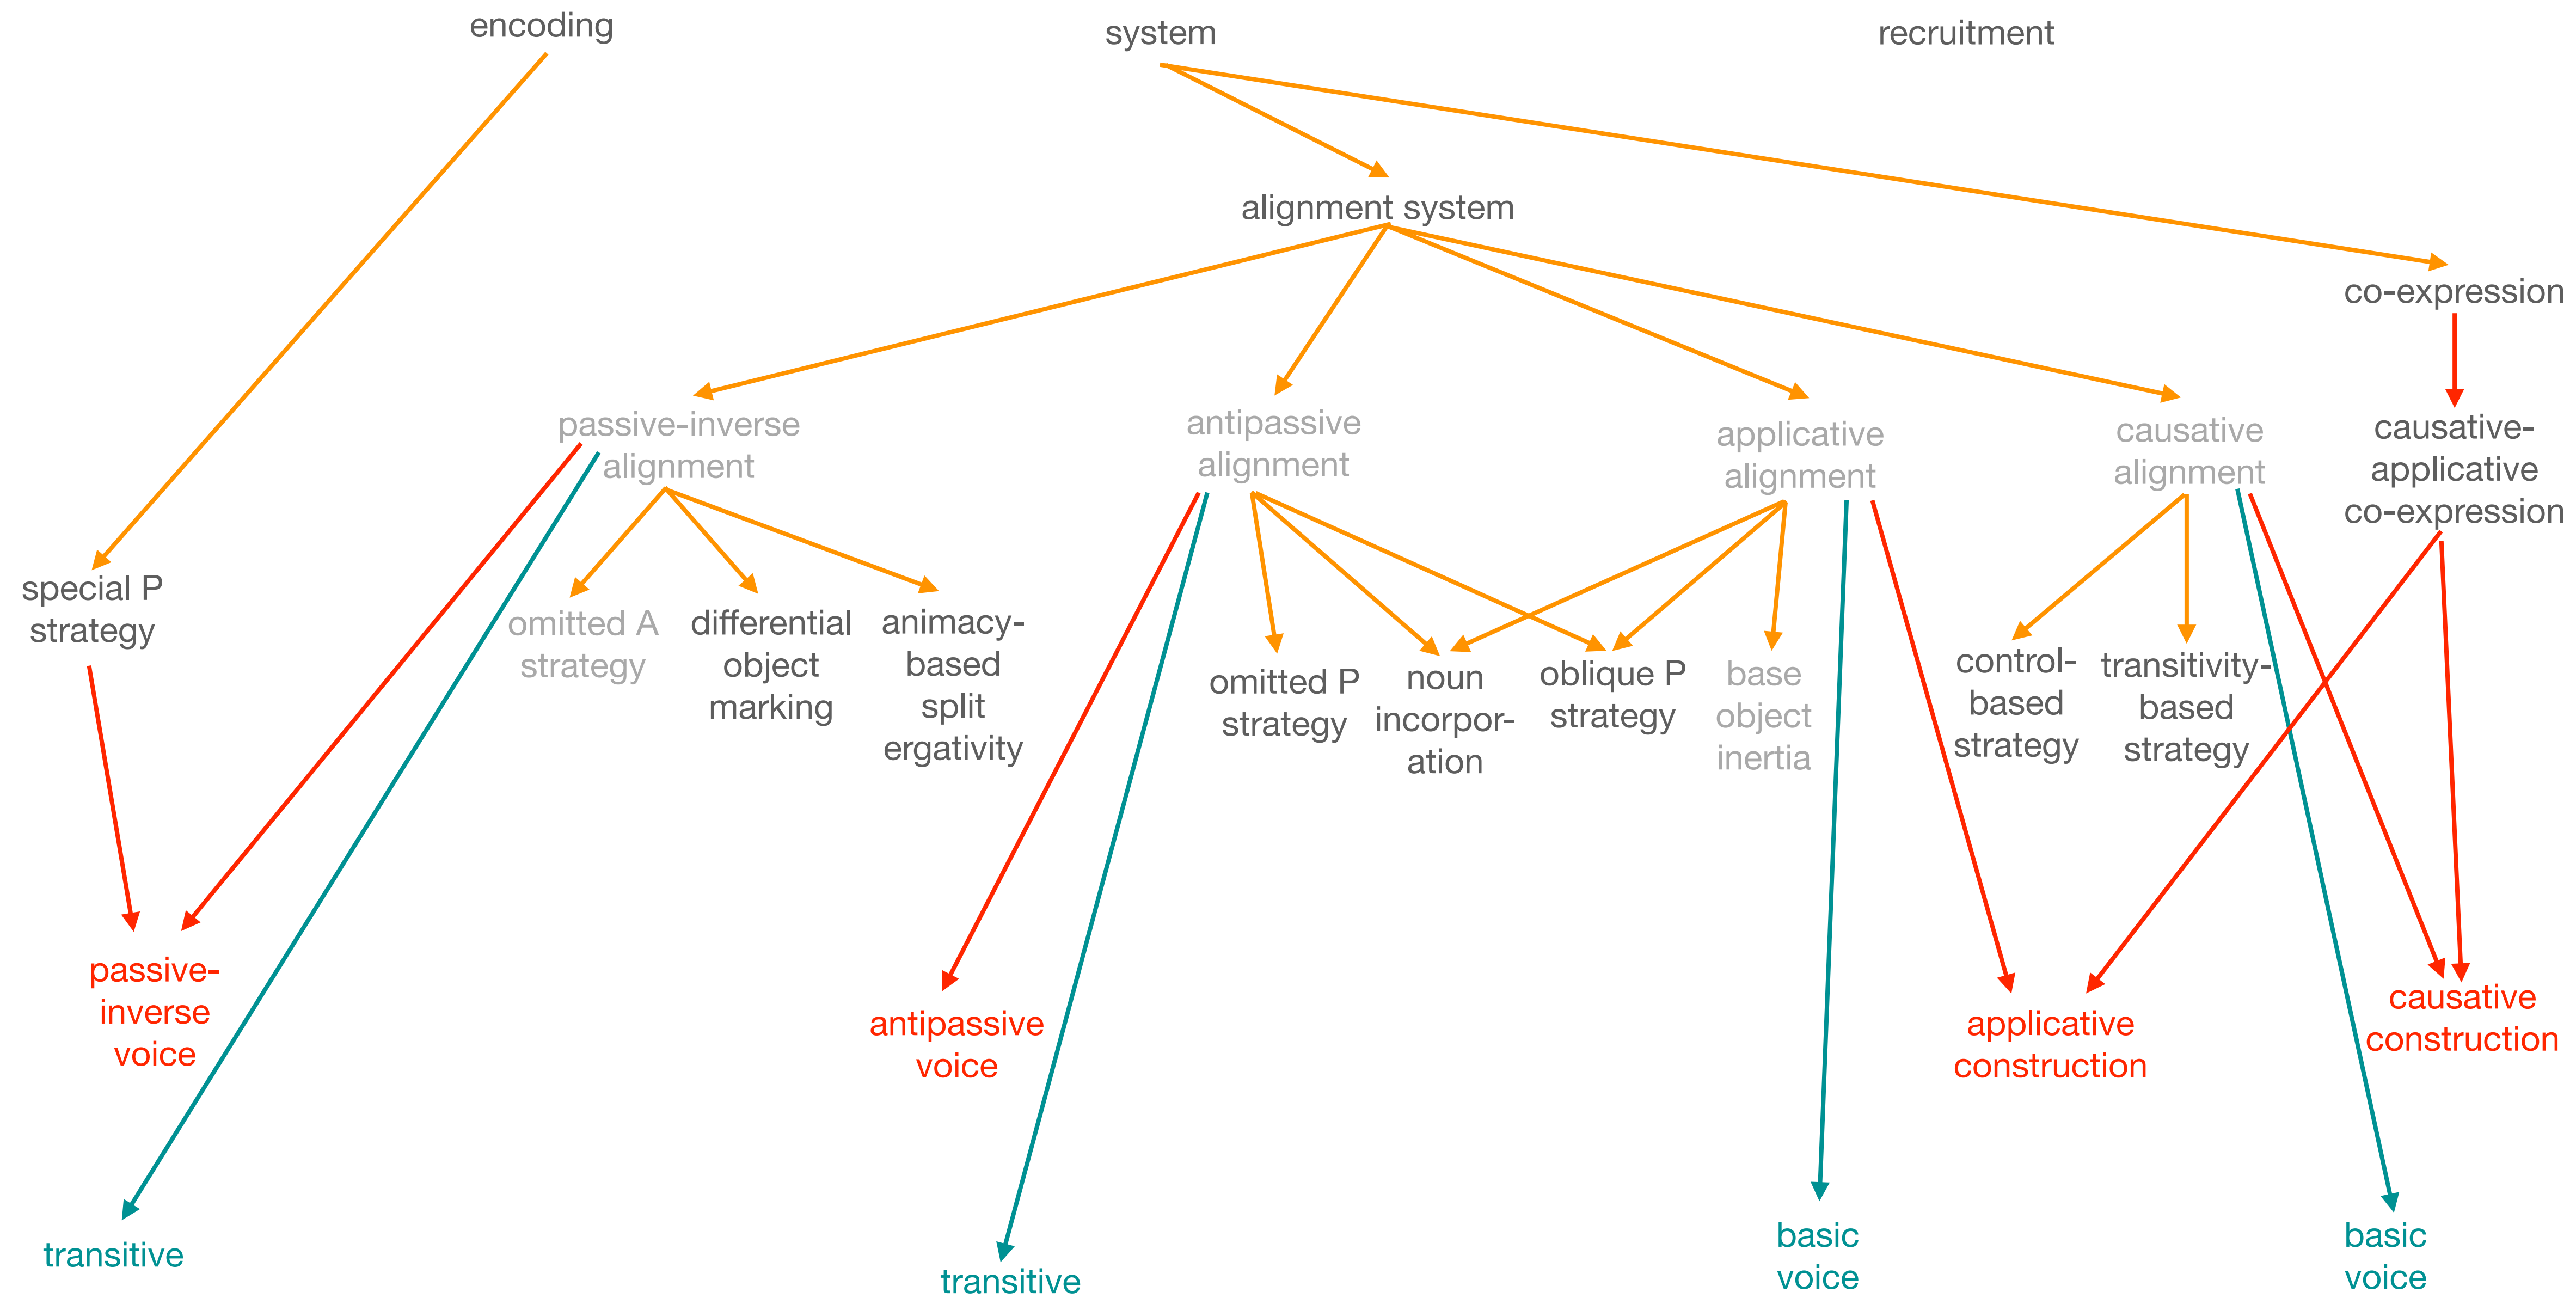 encoding
system
recruitment
alignment system
co-expression
passive-inverse
alignment
antipassive
alignment
applicative
alignment
causative
alignment
causative-
applicative
co-expression
special P
strategy
omitted A
strategy
differential
object
marking
animacy-
based
split
ergativity
omitted P
strategy
noun
incorpor-
ation
oblique P
strategy
base
object
inertia
control-
based
strategy
transitivity-
based
strategy
passive-
inverse
voice
antipassive
voice
applicative
construction
causative
construction
transitive
transitive
basic
voice
basic
voice